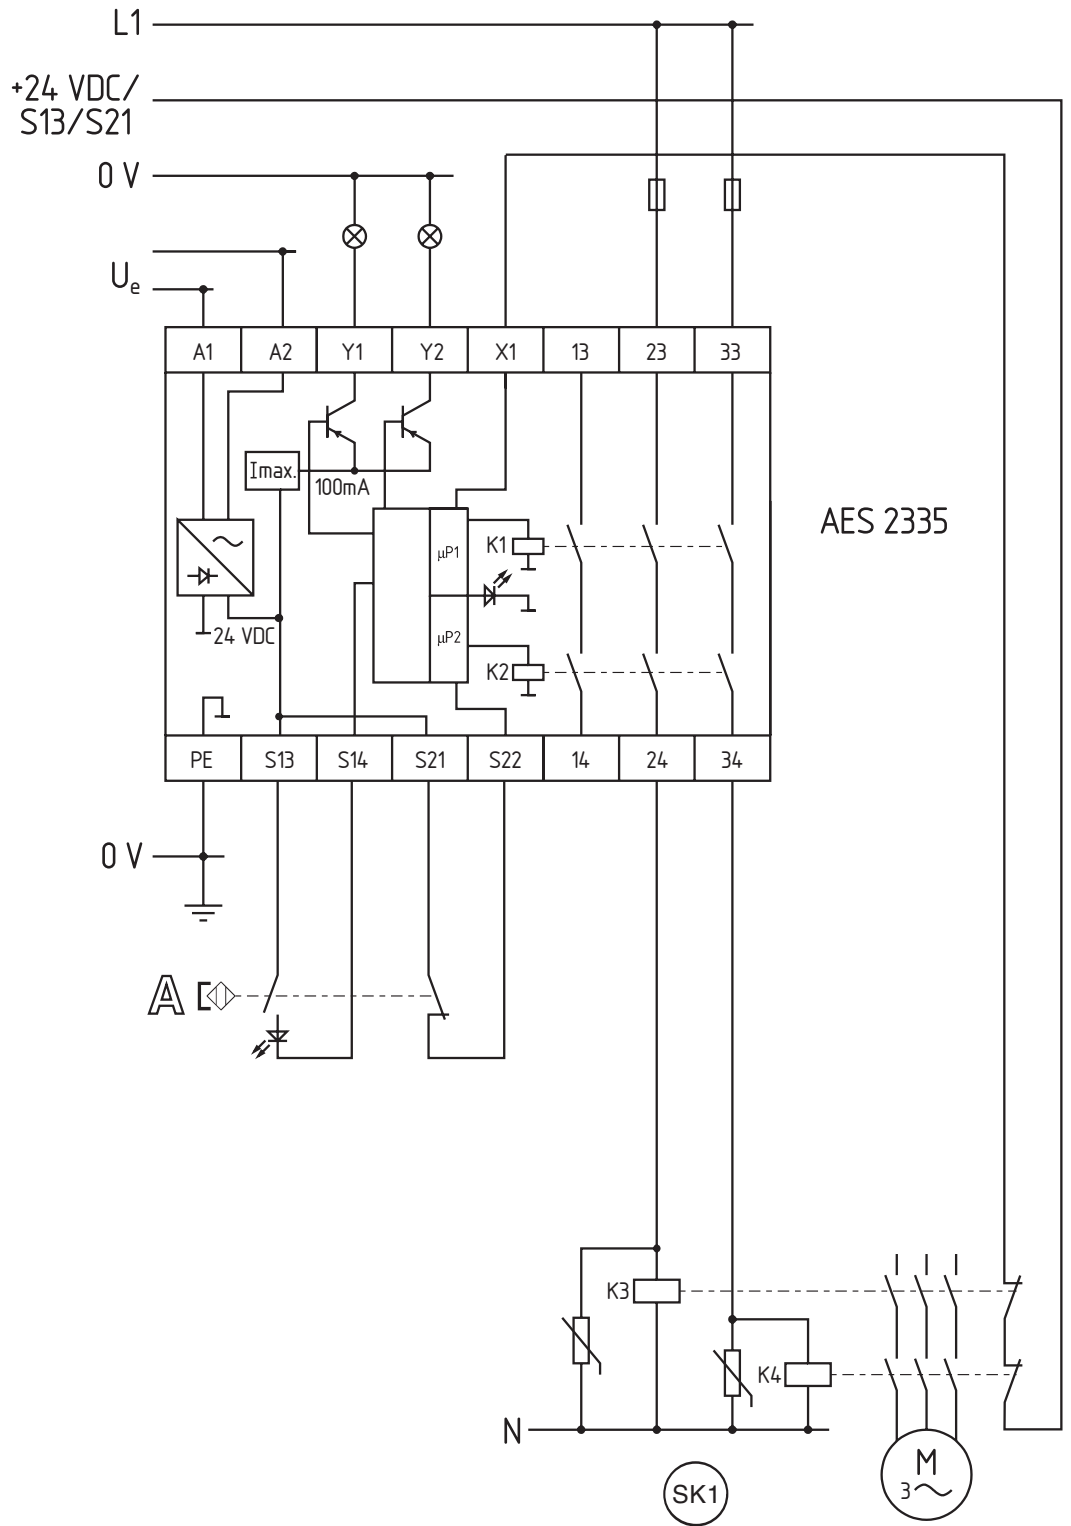 L1
+24 VDC/
S13/S21
0 V
Ue
A1 A2 Y1 Y2 X1 13 23 33
Imax.
100mA
AES 2335
K1
µP1
24 VDC
µP2
K2
PE S13 S14 S21 S22 14 24 34
0 V
A
K3
K4
N
M
3
SK1